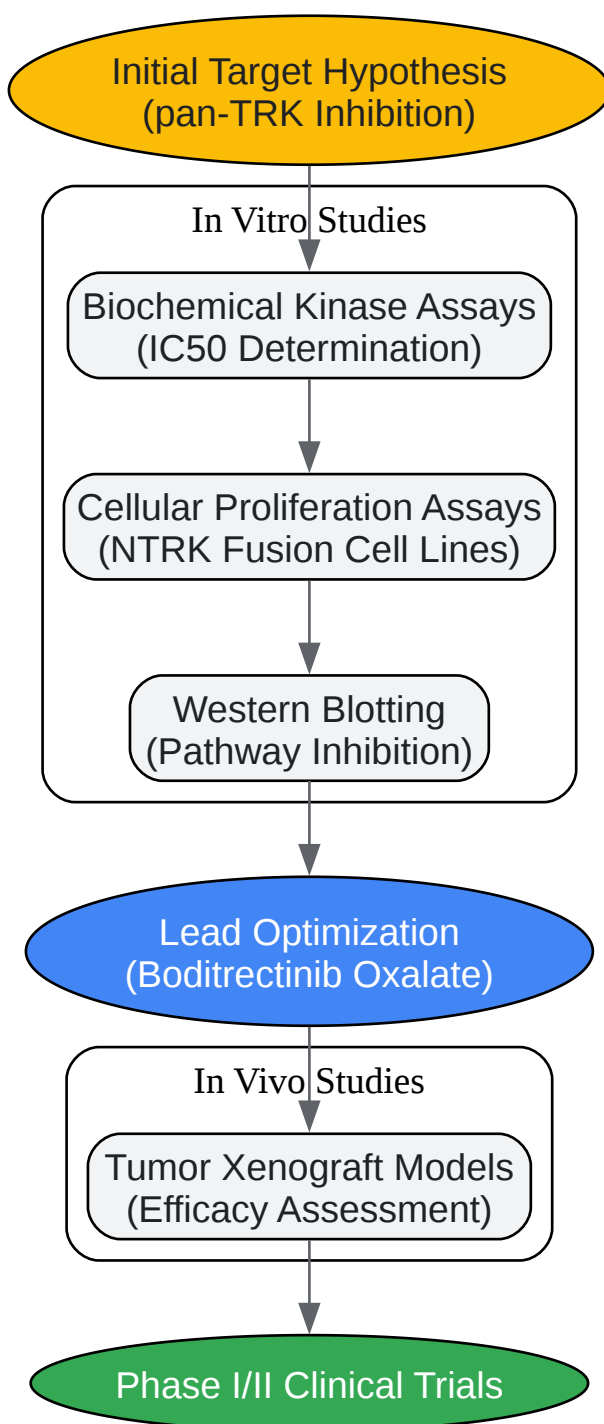 Initial Target Hypothesis
(pan-TRK Inhibition)
In Vitro Studies
Biochemical Kinase Assays
(IC50 Determination)
Cellular Proliferation Assays
(NTRK Fusion Cell Lines)
Western Blotting
(Pathway Inhibition)
Lead Optimization
(Boditrectinib Oxalate)
In Vivo Studies
Tumor Xenograft Models
(Efficacy Assessment)
Phase I/II Clinical Trials